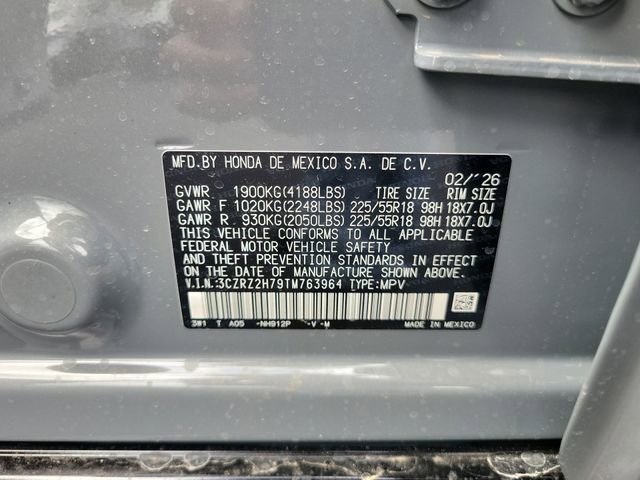 MFD.BY HONDA DE MEXICO S.A. DE C.V.
02/'26
GVWR 1900KG(4188LBS) TIRE SIZE RIM SIZE
GAWR F 1020KG(2248LBS) 225/55R18 98H 18X7.0J
GAWR R 930KG(2050LBS) 225/55R18 98H 18X7.0J
THIS VEHICLE CONFORMS TO ALL APPLICABLE
FEDERAL MOTOR VEHICLE SAFETY
AND THEFT PREVENTION STANDARDS IN EFFECT
ON THE DATE OF MANUFACTURE SHOWN ABOVE.
V.I.N.:3CZRZ2H79TM763964 TYPE:MPV
3W1 T A05 -NH912P -V -M MADE IN MEXICO